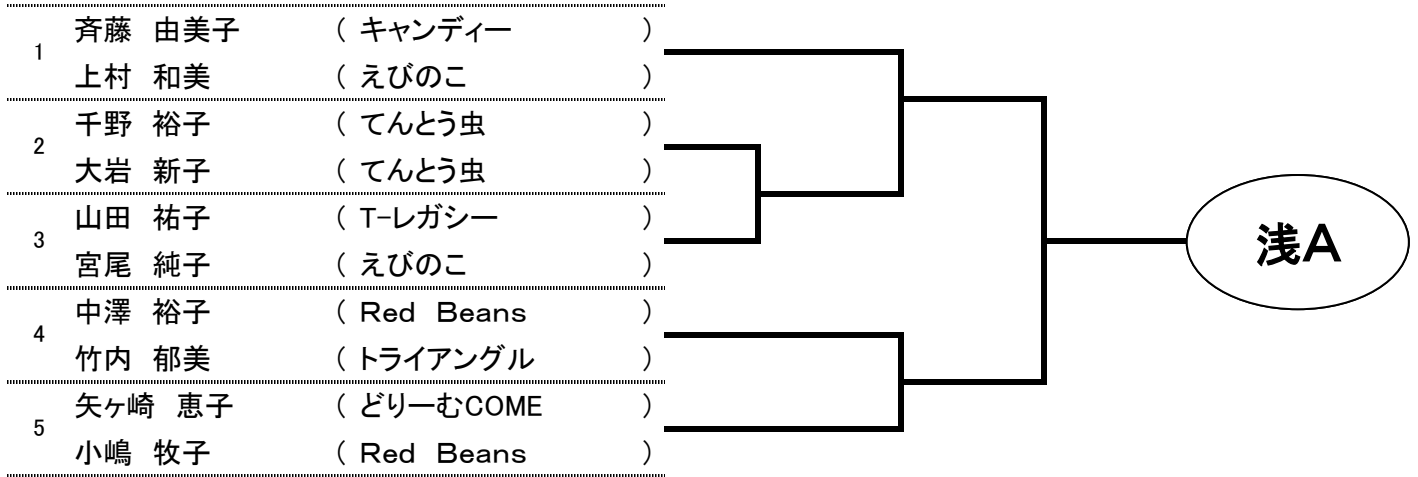 1
斉藤　由美子　（ キャンディー　）
上村　和美　（ えびのこ　）
2
千野　裕子　（ てんとう虫　）
大岩　新子　（ てんとう虫　）
3
山田　祐子　（ T-レガシー　）
宮尾　純子　（ えびのこ　）
4
中澤　裕子　（ Ｒｅｄ　Ｂｅａｎｓ　）
竹内　郁美　（ トライアングル　）
5
矢ヶ崎　恵子　（ どりーむCOME　）
小嶋　牧子　（ Ｒｅｄ　Ｂｅａｎｓ　）
浅Ａ